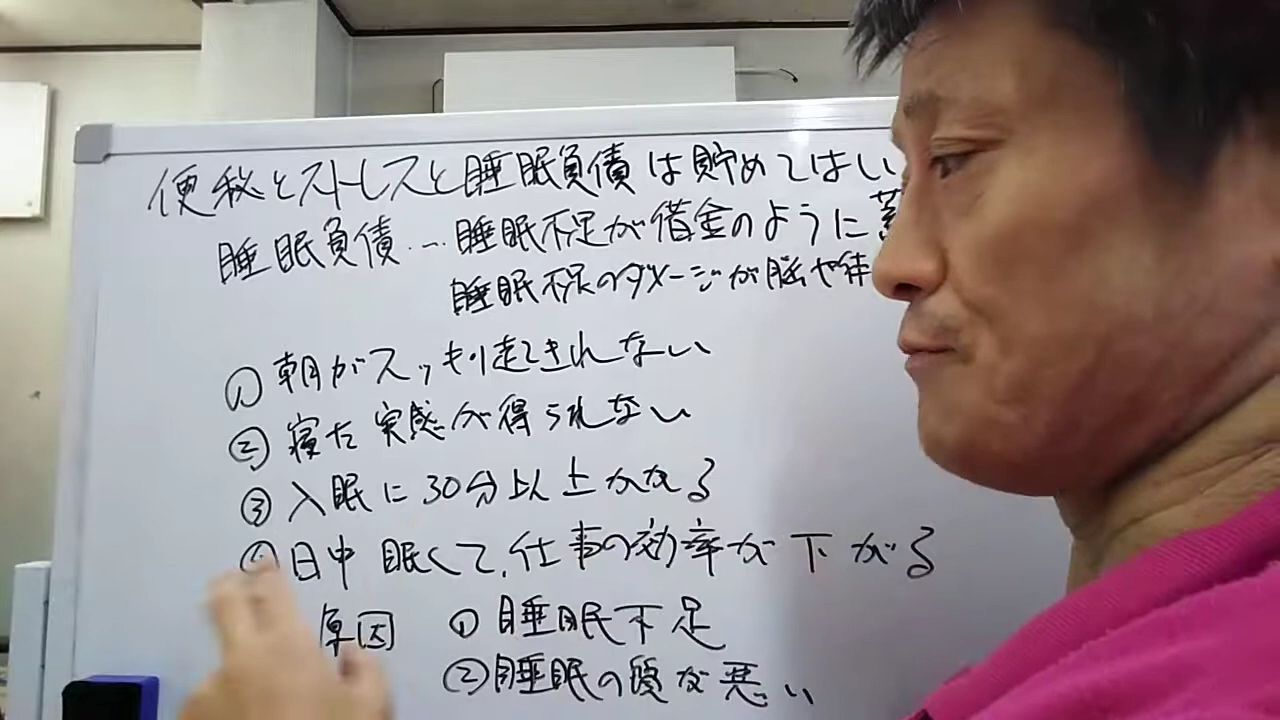 便秘とストレスと睡眠負債は貯めてはい
睡眠負債…睡眠不足が借金のように蓄
睡眠不足のダメージが脳や体
① 朝がスッキリ起きれない
② 寝た実感が得られない
③ 入眠に30分以上かかる
④ 日中眠くて、仕事の効率が下がる
原因 ① 睡眠不足
② 睡眠の質が悪い